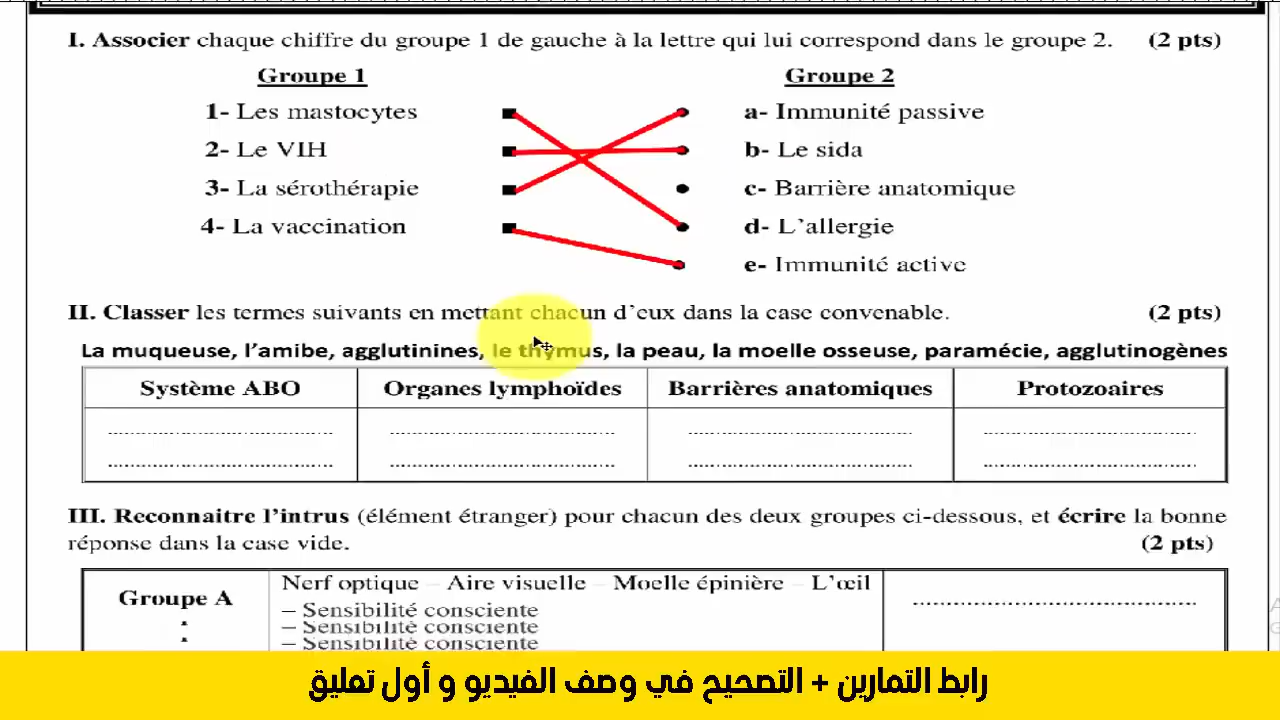 I. Associer chaque chiffre du groupe 1 de gauche à la lettre qui lui correspond dans le groupe 2. (2 pts)
Groupe 1 Groupe 2
1- Les mastocytes a- Immunité passive
2- Le VIH b- Le sida
3- La sérothérapie c- Barrière anatomique
4- La vaccination d- L'allergie
e- Immunité active
II. Classer les termes suivants en mettant chacun d'eux dans la case convenable. (2 pts)
La muqueuse, l'amibe, agglutinines, le thymus, la peau, la moelle osseuse, paramécie, agglutinogènes
Système ABO Organes lymphoïdes Barrières anatomiques Protozoaires
III. Reconnaitre l'intrus (élément étranger) pour chacun des deux groupes ci-dessous, et écrire la bonne
réponse dans la case vide. (2 pts)
Groupe A Nerf optique – Aire visuelle – Moelle épinière – L'œil
– Sensibilité consciente
– Sensibilité consciente
– Sensibilité consciente
رابط التمارين + التصحيح في وصف الفيديو و أول تعليق